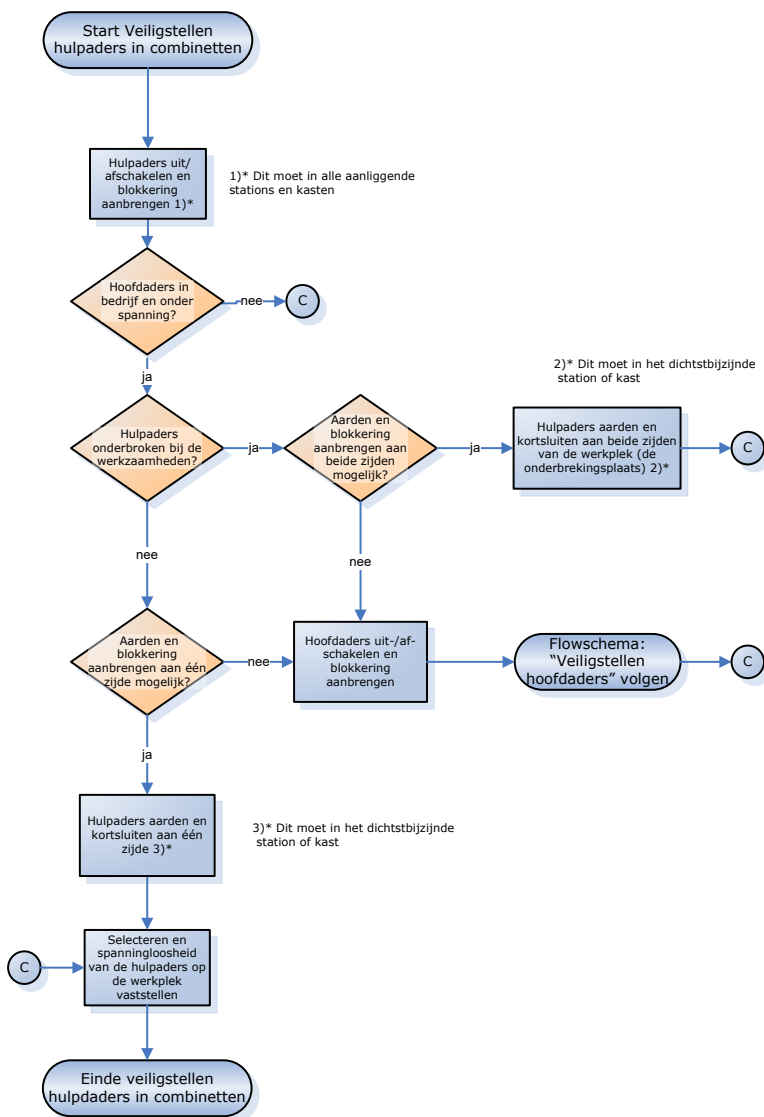 Start Veiligstellen
hulpaders in combinetten
Hulpaders uit/
afschakelen en
blokkering
aanbrengen 1)*
1)* Dit moet in alle aanliggende
stations en kasten
Hoofdaders in
bedrijf en onder
spanning?
nee
C
ja
2)* Dit moet in het dichtstbijzijnde
station of kast
Hulpaders
onderbroken bij de
werkzaamheden?
ja
Aarden en
blokkering
aanbrengen aan
beide zijden
mogelijk?
ja
Hulpaders aarden en
kortsluiten aan beide zijden
van de werkplek (de
onderbrekingsplaats) 2)*
C
nee
nee
Aarden en
blokkering
aanbrengen aan één
zijde mogelijk?
nee
Hoofdaders uit-/af-
schakelen en
blokkering
aanbrengen
Flowschema:
“Veiligstellen
hoofdaders” volgen
C
ja
Hulpaders aarden en
kortsluiten aan één
zijde 3)*
3)* Dit moet in het dichtstbijzijnde
station of kast
C
Selecteren en
spanningloosheid
van de hulpaders op
de werkplek
vaststellen
Einde veiligstellen
hulpdaders in combinetten